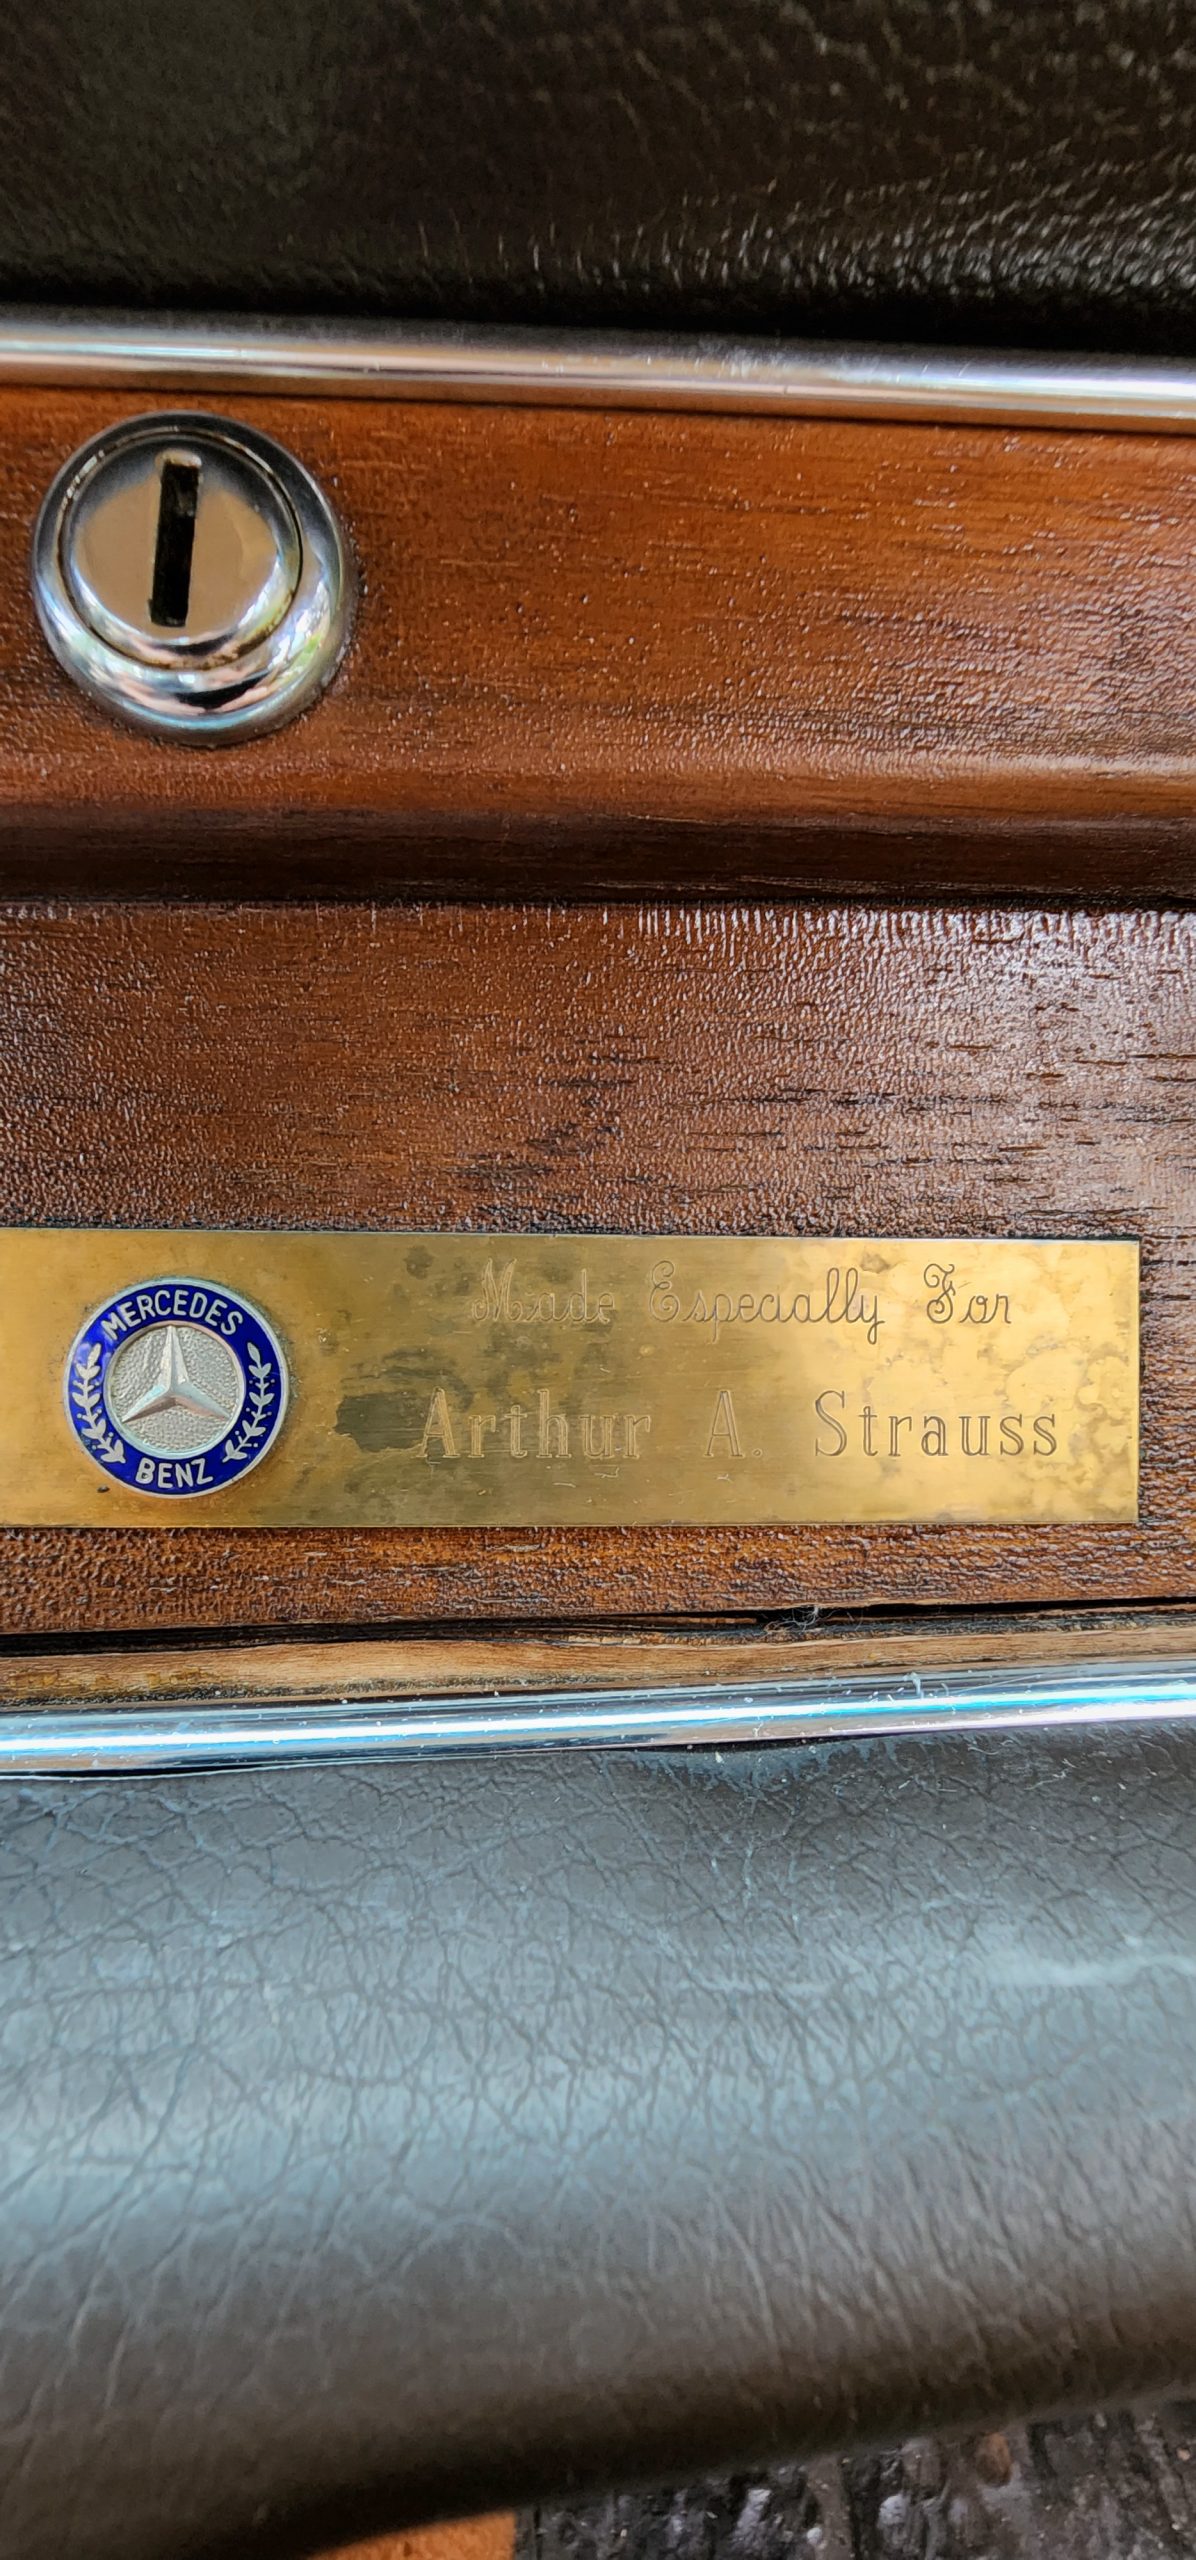 MERCEDES
BENZ
Made Especially For
Arthur A. Strauss